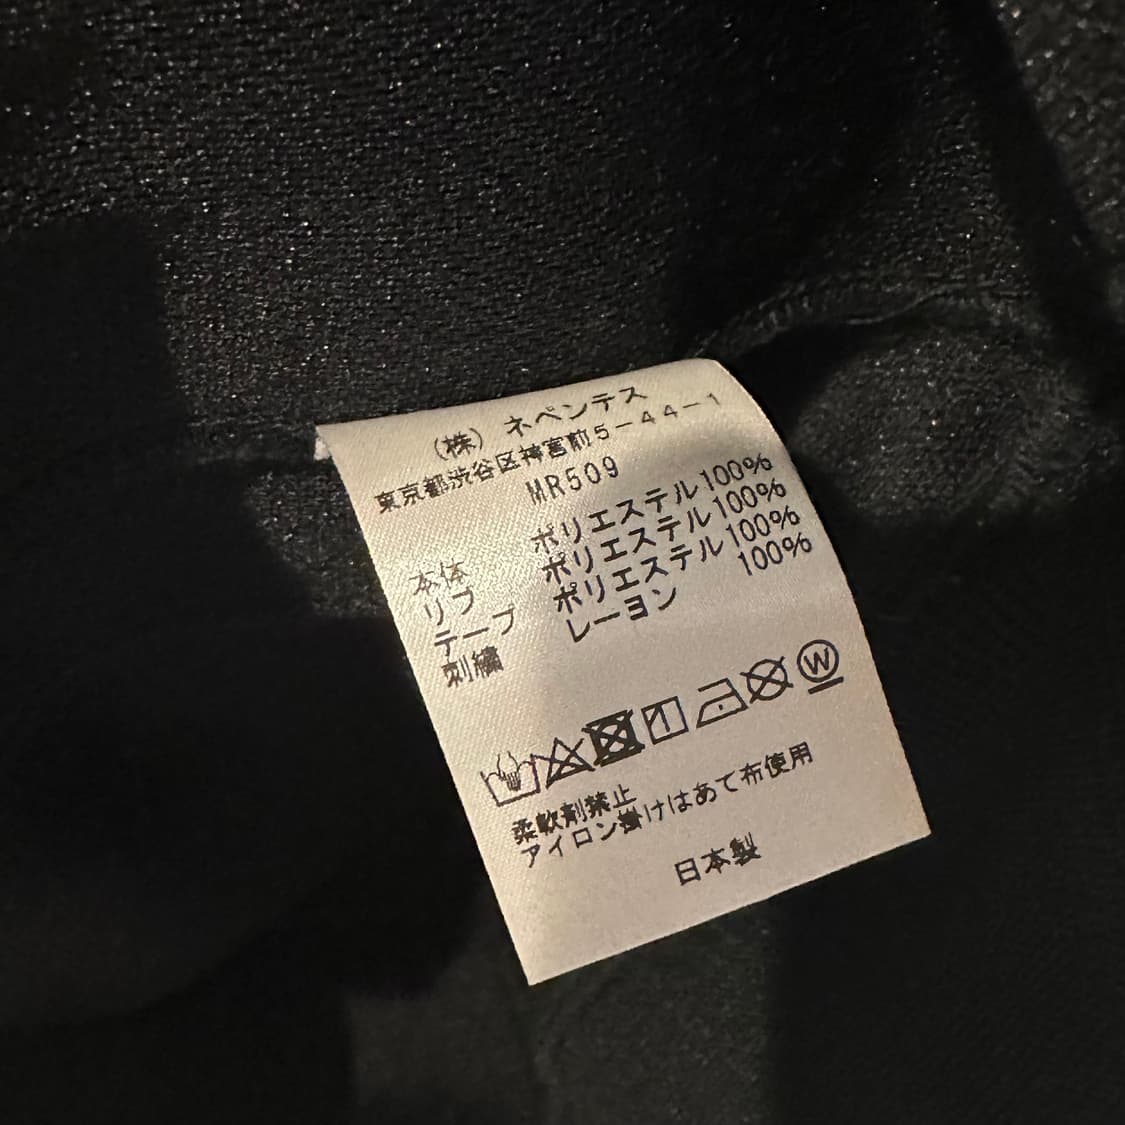 (株) ネペンテス
東京都渋谷区神宮前5-44-1
MR509
本体 ポリエステル100%
リブ ポリエステル100%
テープ ポリエステル100%
刺繍 レーヨン 100%
W
柔軟剤禁止
アイロン掛けはあて布使用
日本製